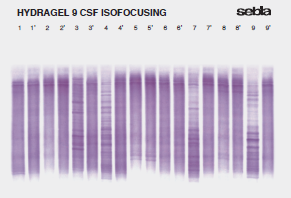 HYDRAGEL 9 CSF ISOFOCUSING
sebia
1 1* 2 2* 3 3* 4 4* 5 5* 6 6* 7 7* 8 8* 9 9*